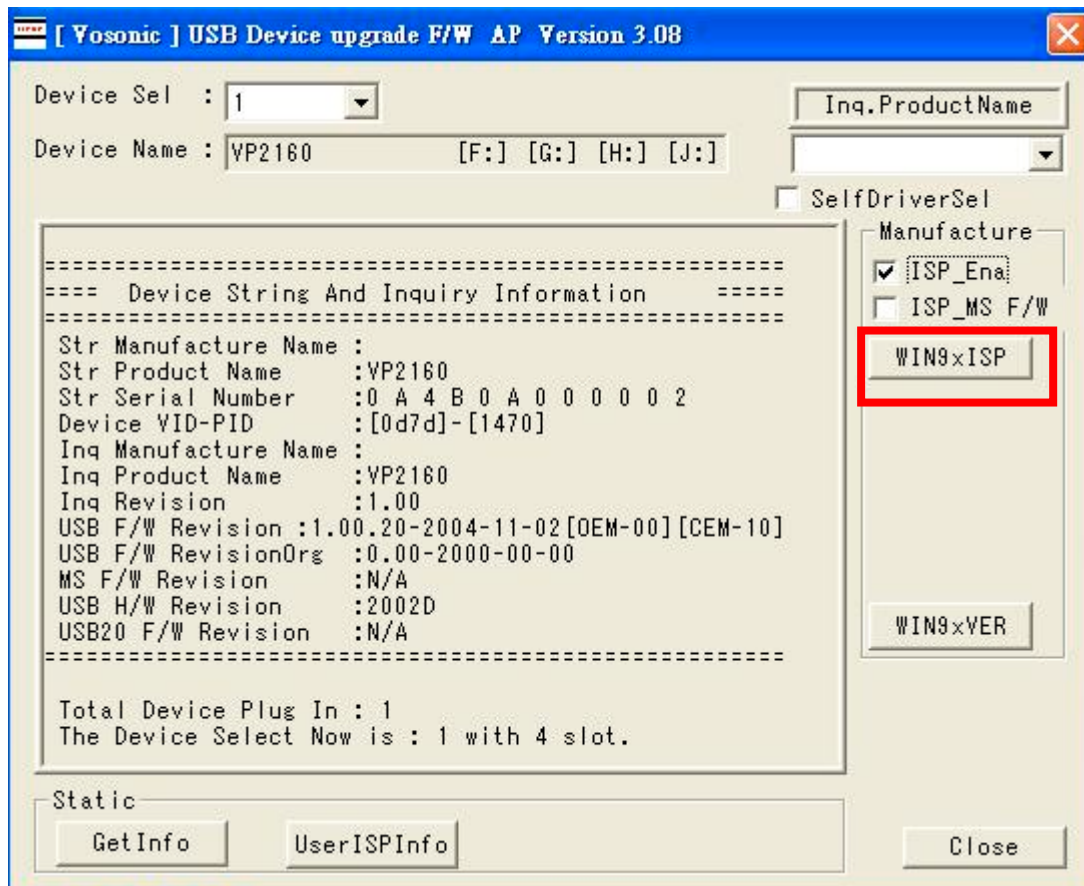 [ Vosonic ] USB Device upgrade F/W AP Version 3.08
Device Sel : 1
Inq.ProductName
Device Name : VP2160 [F:] [G:] [H:] [J:]
SelfDriverSel
Manufacture
ISP_Ena
ISP_MS F/W
WIN9xISP
WIN9xVER
=====================================================
==== Device String And Inquiry Information =====
=====================================================
Str Manufacture Name :
Str Product Name :VP2160
Str Serial Number :0 A 4 B 0 A 0 0 0 0 0 2
Device VID-PID :[0d7d]-[1470]
Inq Manufacture Name :
Inq Product Name :VP2160
Inq Revision :1.00
USB F/W Revision :1.00.20-2004-11-02[OEM-00][CEM-10]
USB F/W RevisionOrg :0.00-2000-00-00
MS F/W Revision :N/A
USB H/W Revision :2002D
USB20 F/W Revision :N/A
=====================================================
Total Device Plug In : 1
The Device Select Now is : 1 with 4 slot.
Static
GetInfo
UserISPInfo
Close